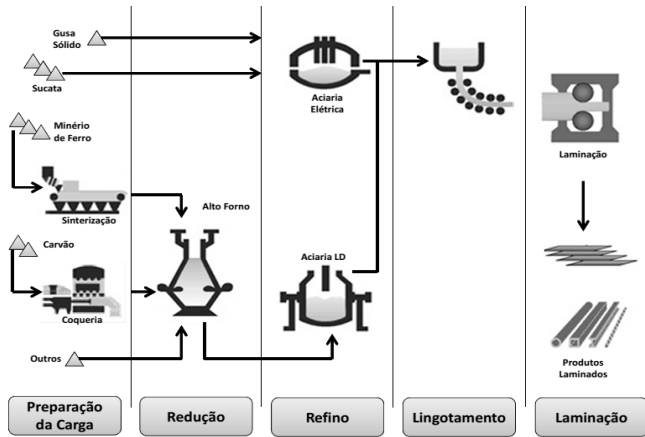 Gusa
Sólido
Sucata
Minério
de Ferro
Sinterização
Carvão
Coqueria
Outros
Alto Forno
Aciaria
Elétrica
Aciaria LD
Laminação
Produtos
Laminados
Preparação
da Carga
Redução
Refino
Lingotamento
Laminação